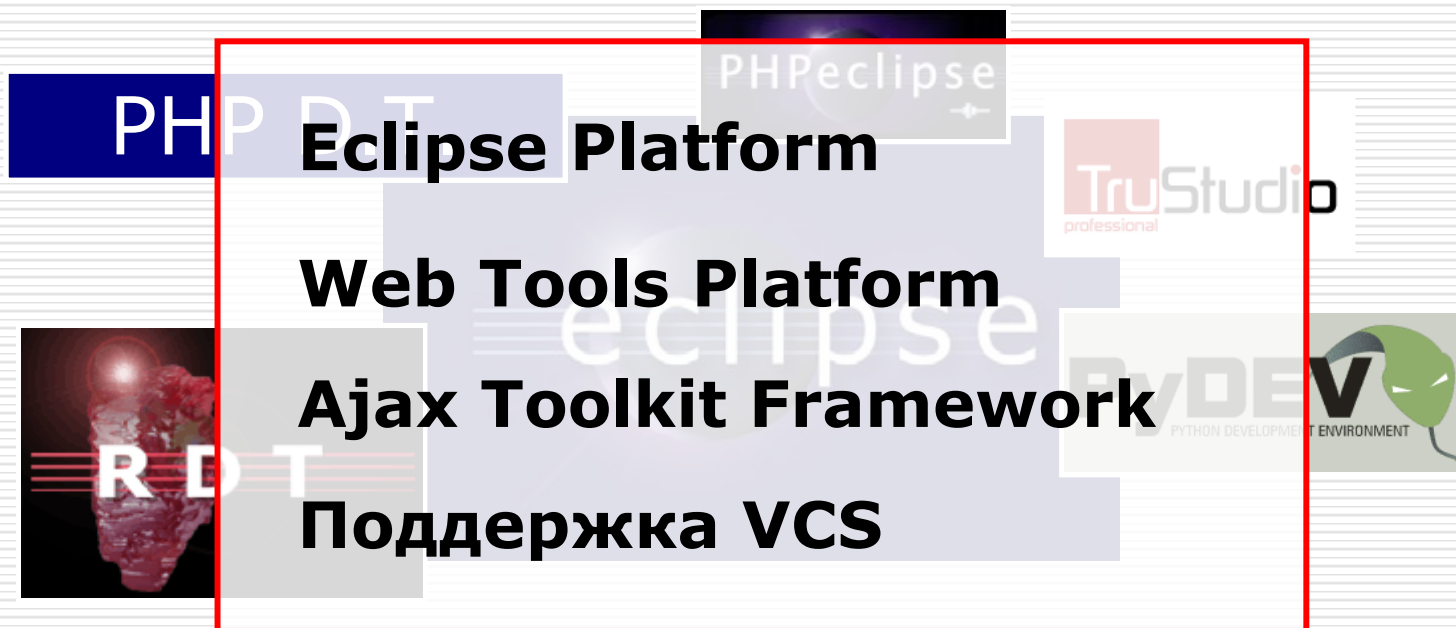 PHPeclipse
PHP D.T.
Eclipse Platform
TruStudio
professional
Web Tools Platform
eclipse
Ajax Toolkit Framework
PyDEV
PYTHON DEVELOPMENT ENVIRONMENT
RDT
Поддержка VCS